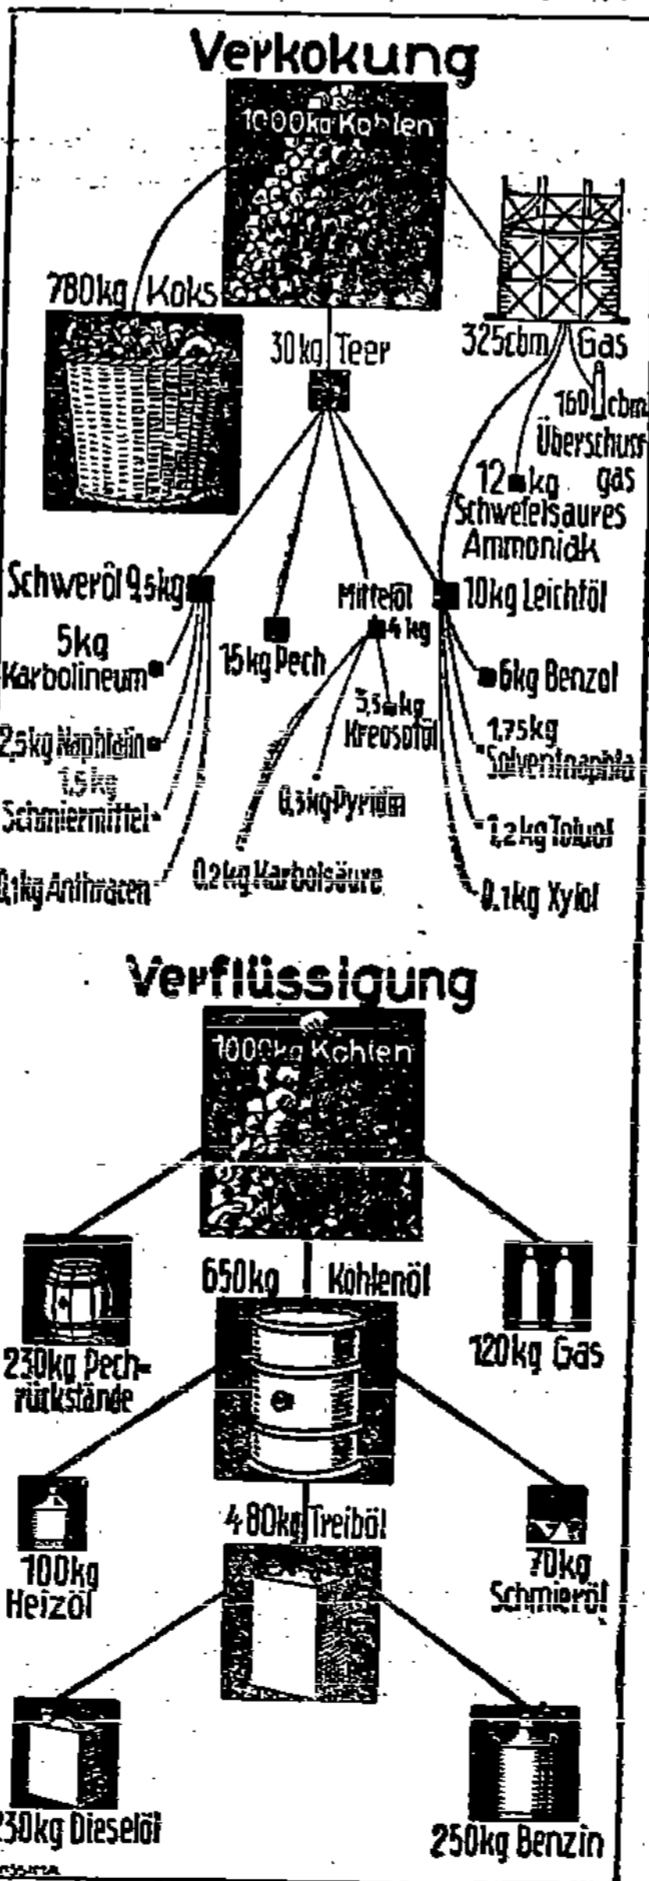 Verkokung
1000kg Kohlen
780kg Koks
30kg Teer
325cbm Gas
160 cbm
Überschuss
gas
12 kg
Schwefelsaures
Ammoniak
Schweröl 9,5kg
Mittelöl
4 kg
10kg Leichtöl
5kg
Karbolineum
15kg Pech
6kg Benzol
2,5kg Naphtalin
3,5 kg
Kreosotöl
1,75kg
Solventnaphta
1,5kg
Schmiermittel
0,3kg Pyridin
1,2kg Toluol
0,1kg Anthracen
0,2kg Karbolsäure
0,1kg Xylol
Verflüssigung
1000kg Kohlen
650kg Kohlenöl
230kg Pech-
rückstände
120kg Gas
480kg Treiböl
100kg
Heizöl
70kg
Schmieröl
230kg Dieselöl
250kg Benzin